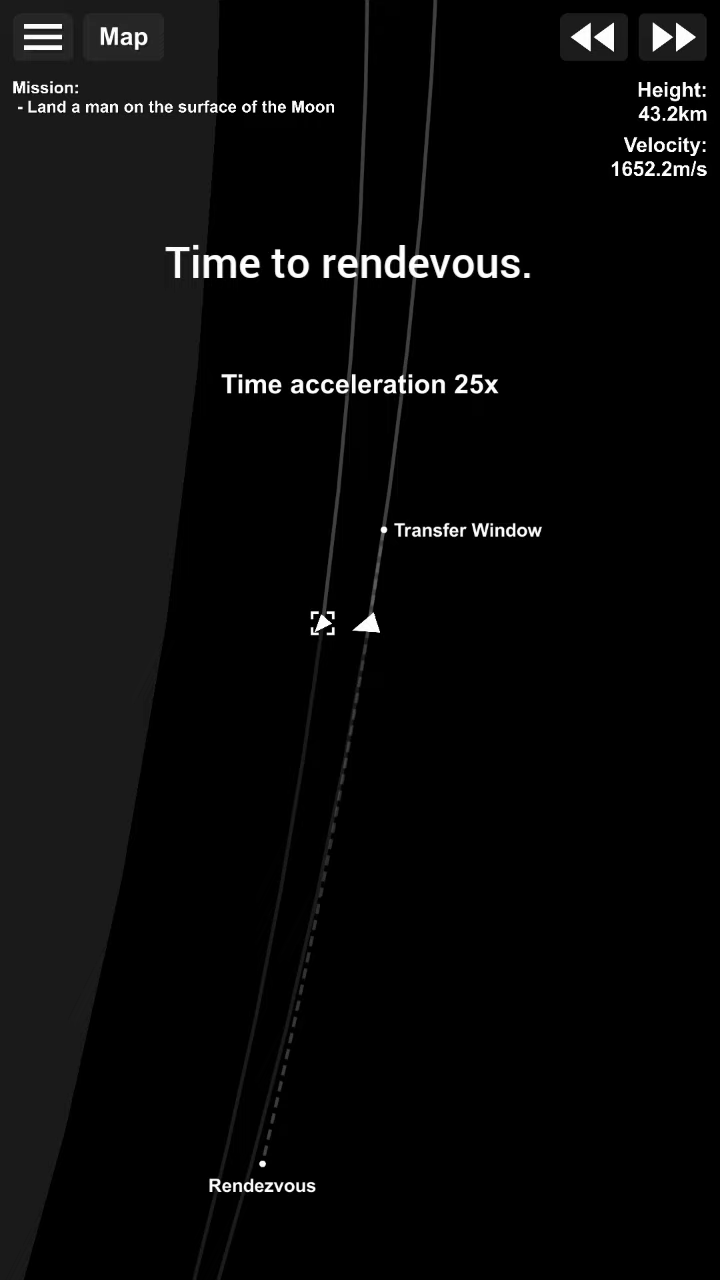 Map
Mission:
- Land a man on the surface of the Moon
Height:
43.2km
Velocity:
1652.2m/s
Time to rendevous.
Time acceleration 25x
Transfer Window
Rendezvous